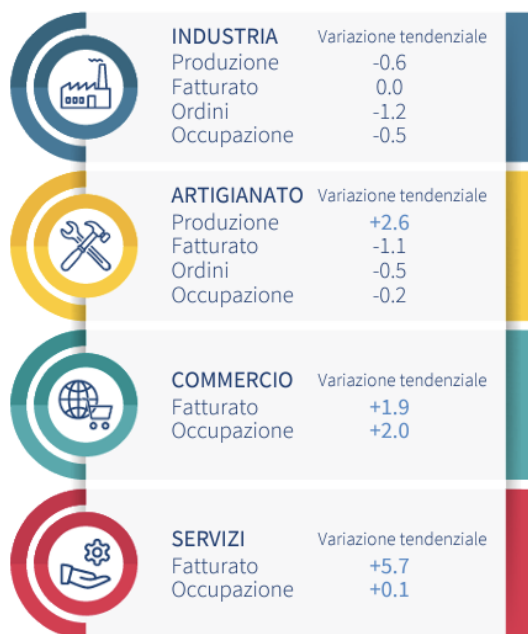 INDUSTRIA Variazione tendenziale
Produzione -0.6
Fatturato 0.0
Ordini -1.2
Occupazione -0.5
ARTIGIANATO Variazione tendenziale
Produzione +2.6
Fatturato -1.1
Ordini -0.5
Occupazione -0.2
COMMERCIO Variazione tendenziale
Fatturato +1.9
Occupazione +2.0
SERVIZI Variazione tendenziale
Fatturato +5.7
Occupazione +0.1